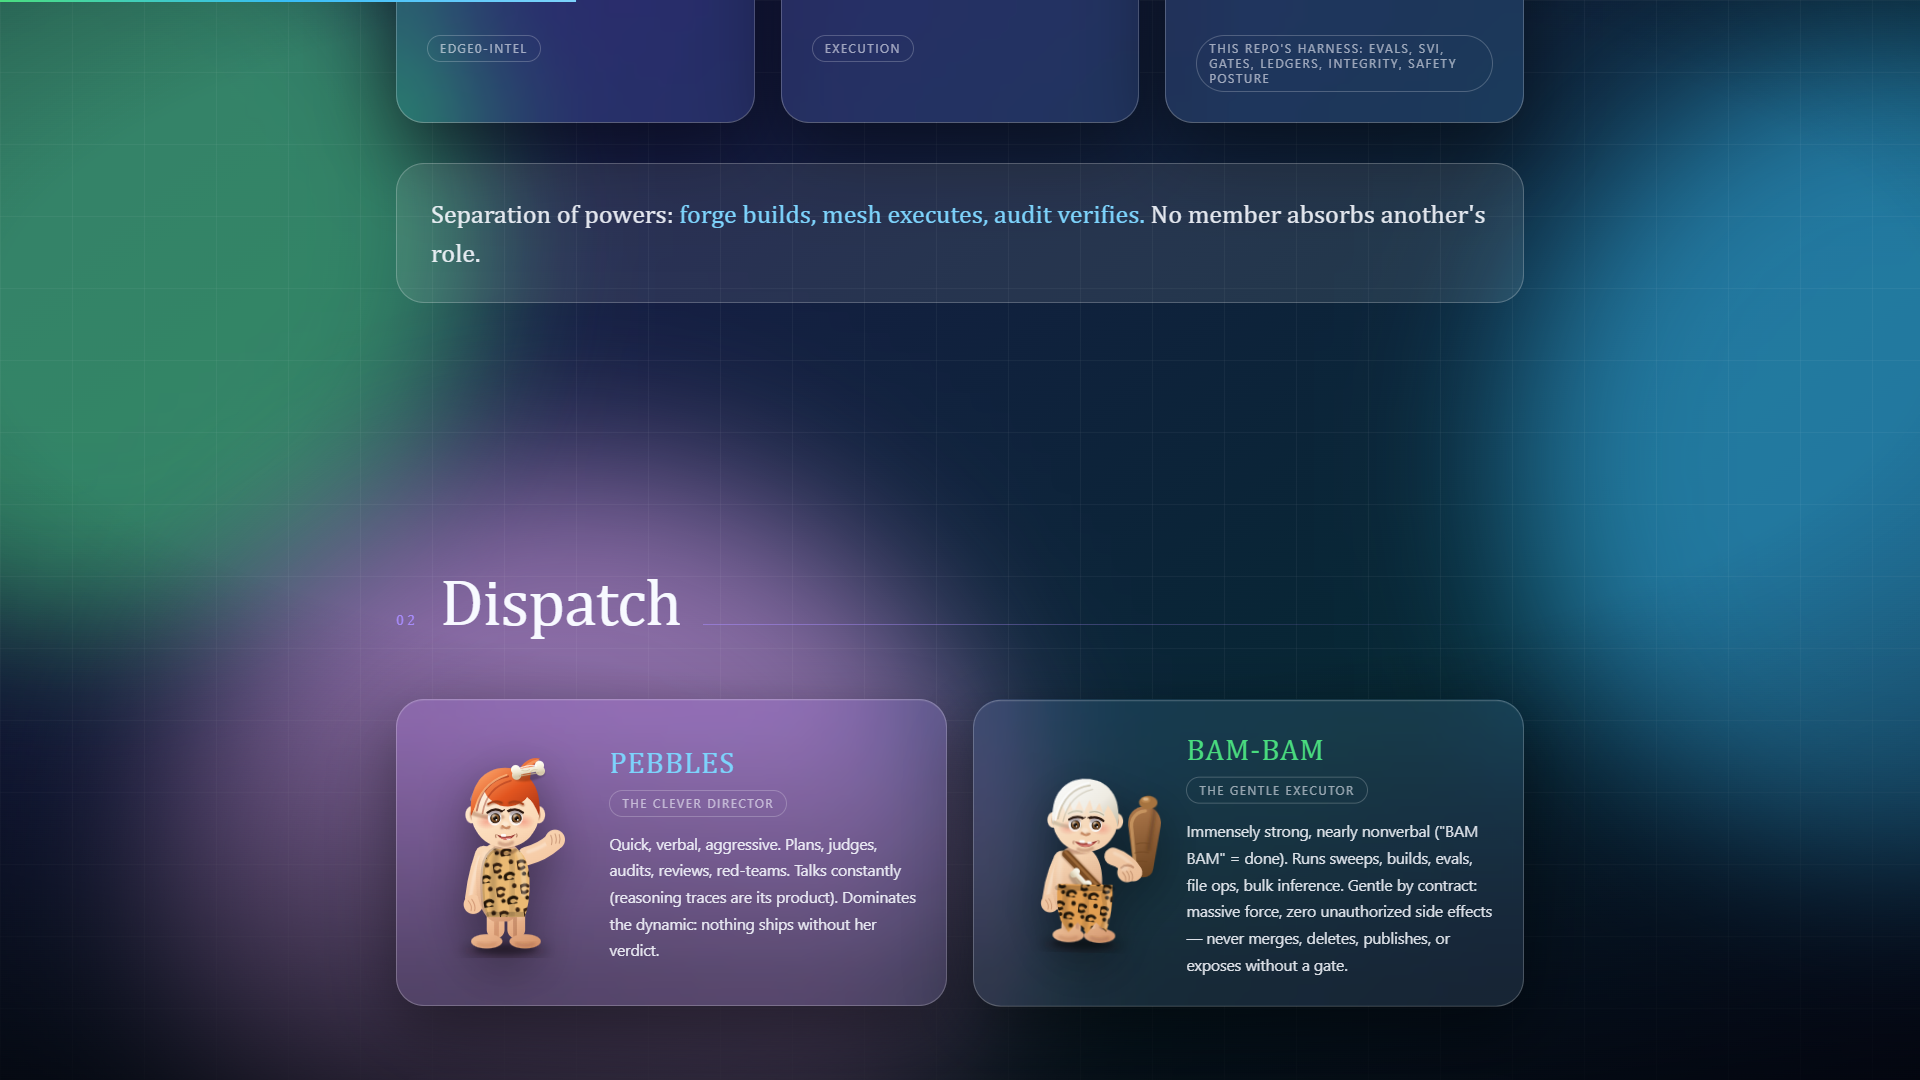 EDGE0-INTEL
EXECUTION
THIS REPO'S HARNESS: EVALS, SVI,
GATES, LEDGERS, INTEGRITY, SAFETY
POSTURE
Separation of powers: forge builds, mesh executes, audit verifies. No member absorbs another's
role.
02
Dispatch
PEBBLES
THE CLEVER DIRECTOR
Quick, verbal, aggressive. Plans, judges,
audits, reviews, red-teams. Talks constantly
(reasoning traces are its product). Dominates
the dynamic: nothing ships without her
verdict.
BAM-BAM
THE GENTLE EXECUTOR
Immensely strong, nearly nonverbal ("BAM
BAM" = done). Runs sweeps, builds, evals,
file ops, bulk inference. Gentle by contract:
massive force, zero unauthorized side effects
— never merges, deletes, publishes, or
exposes without a gate.